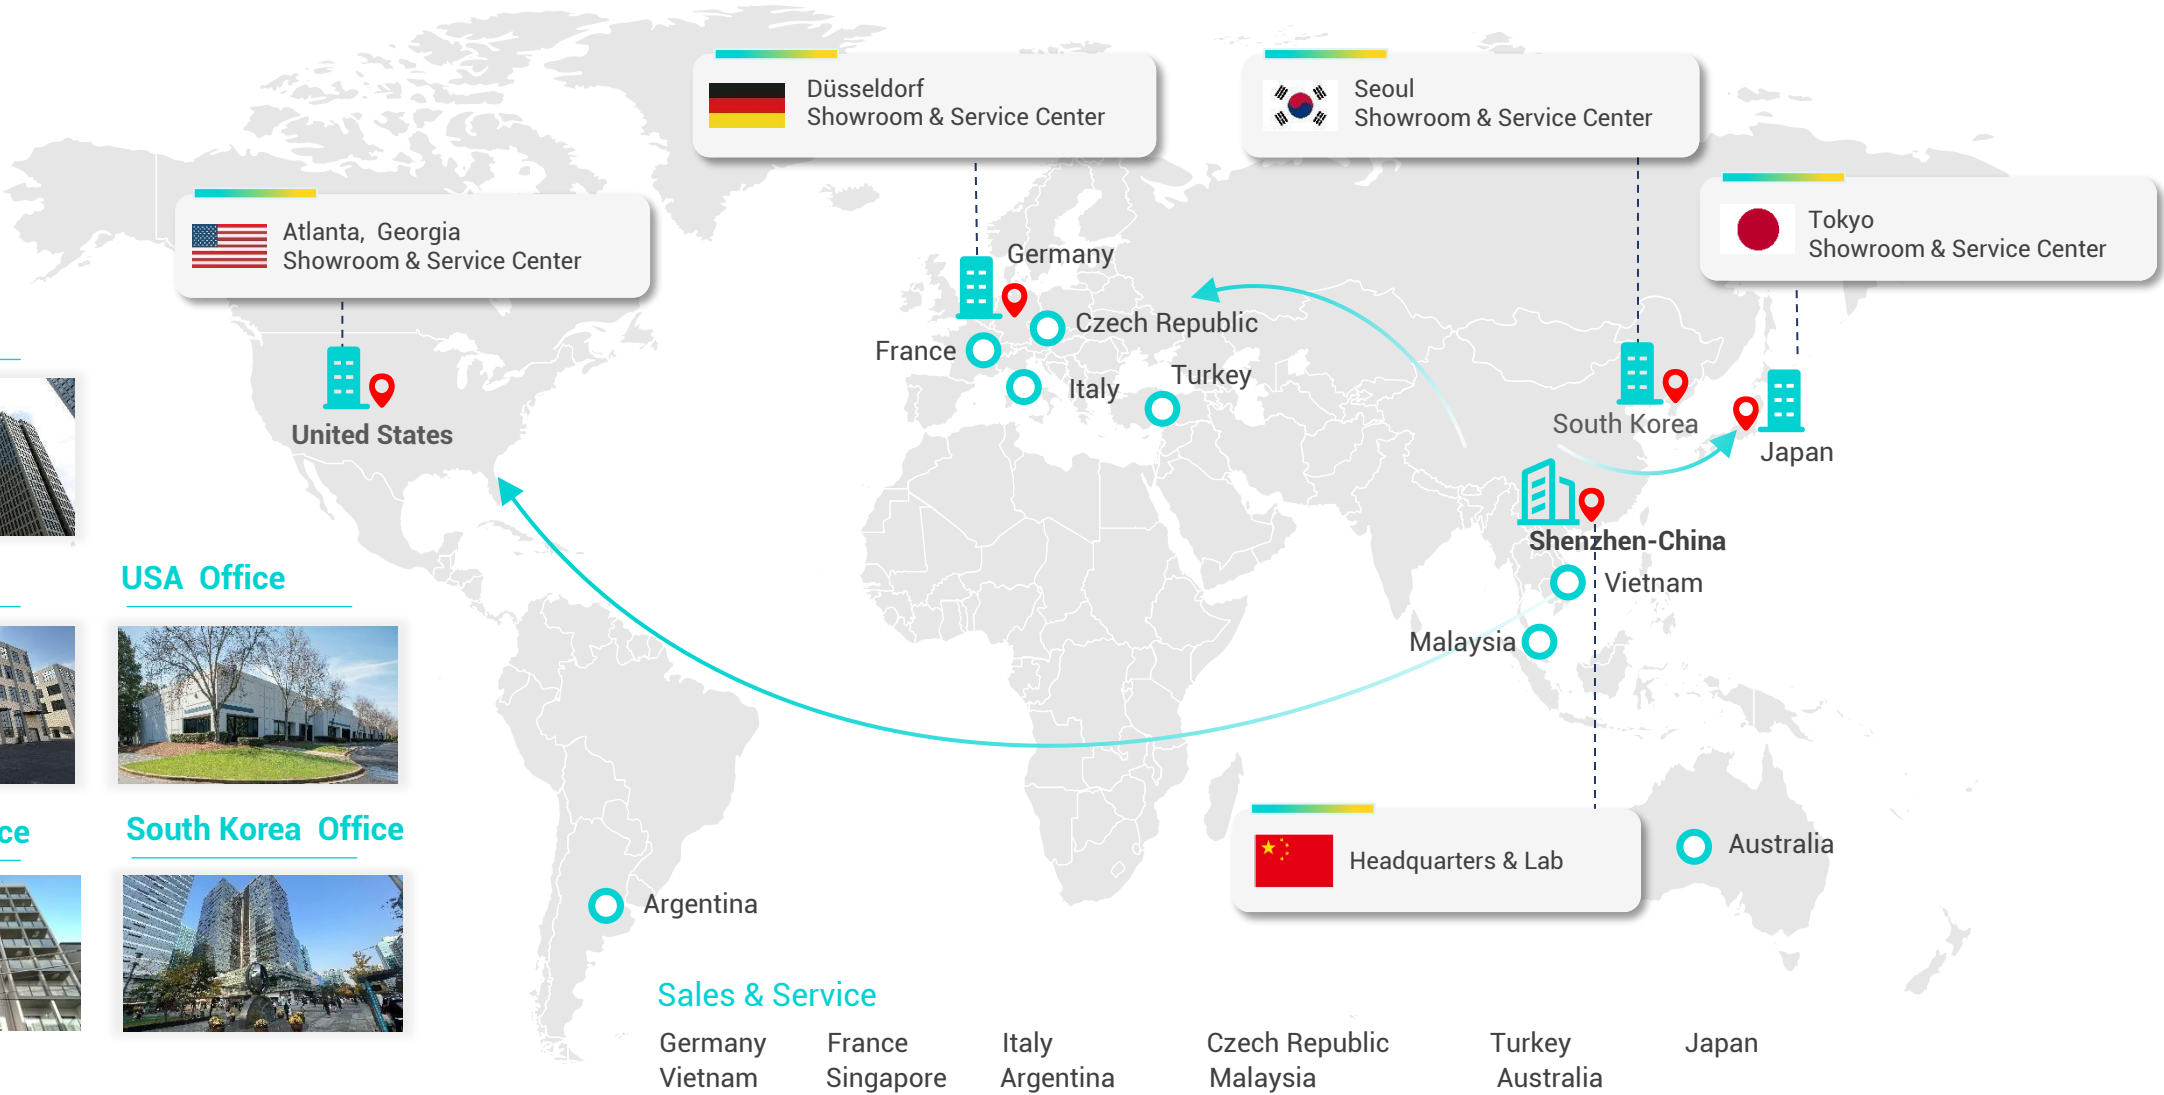 Düsseldorf
Showroom & Service Center
Seoul
Showroom & Service Center
Tokyo
Showroom & Service Center
Atlanta, Georgia
Showroom & Service Center
Germany
Czech Republic
France
Italy
Turkey
United States
South Korea
Japan
Shenzhen-China
Vietnam
Malaysia
USA Office
ce
South Korea Office
Headquarters & Lab
Australia
Argentina
Sales & Service
Germany France Italy Czech Republic Turkey Japan
Vietnam Singapore Argentina Malaysia Australia